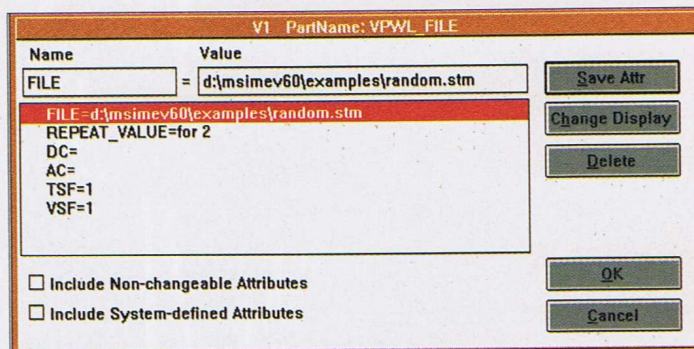 V1 PartName: VPWL_FILE
Name Value
FILE = d:\msimev60\examples\random.stm
Save Attr
FILE=d:\msimev60\examples\random.stm
REPEAT_VALUE=for 2
DC=
AC=
TSF=1
VSF=1
Change Display
Delete
Include Non-changeable Attributes
Include System-defined Attributes
OK
Cancel